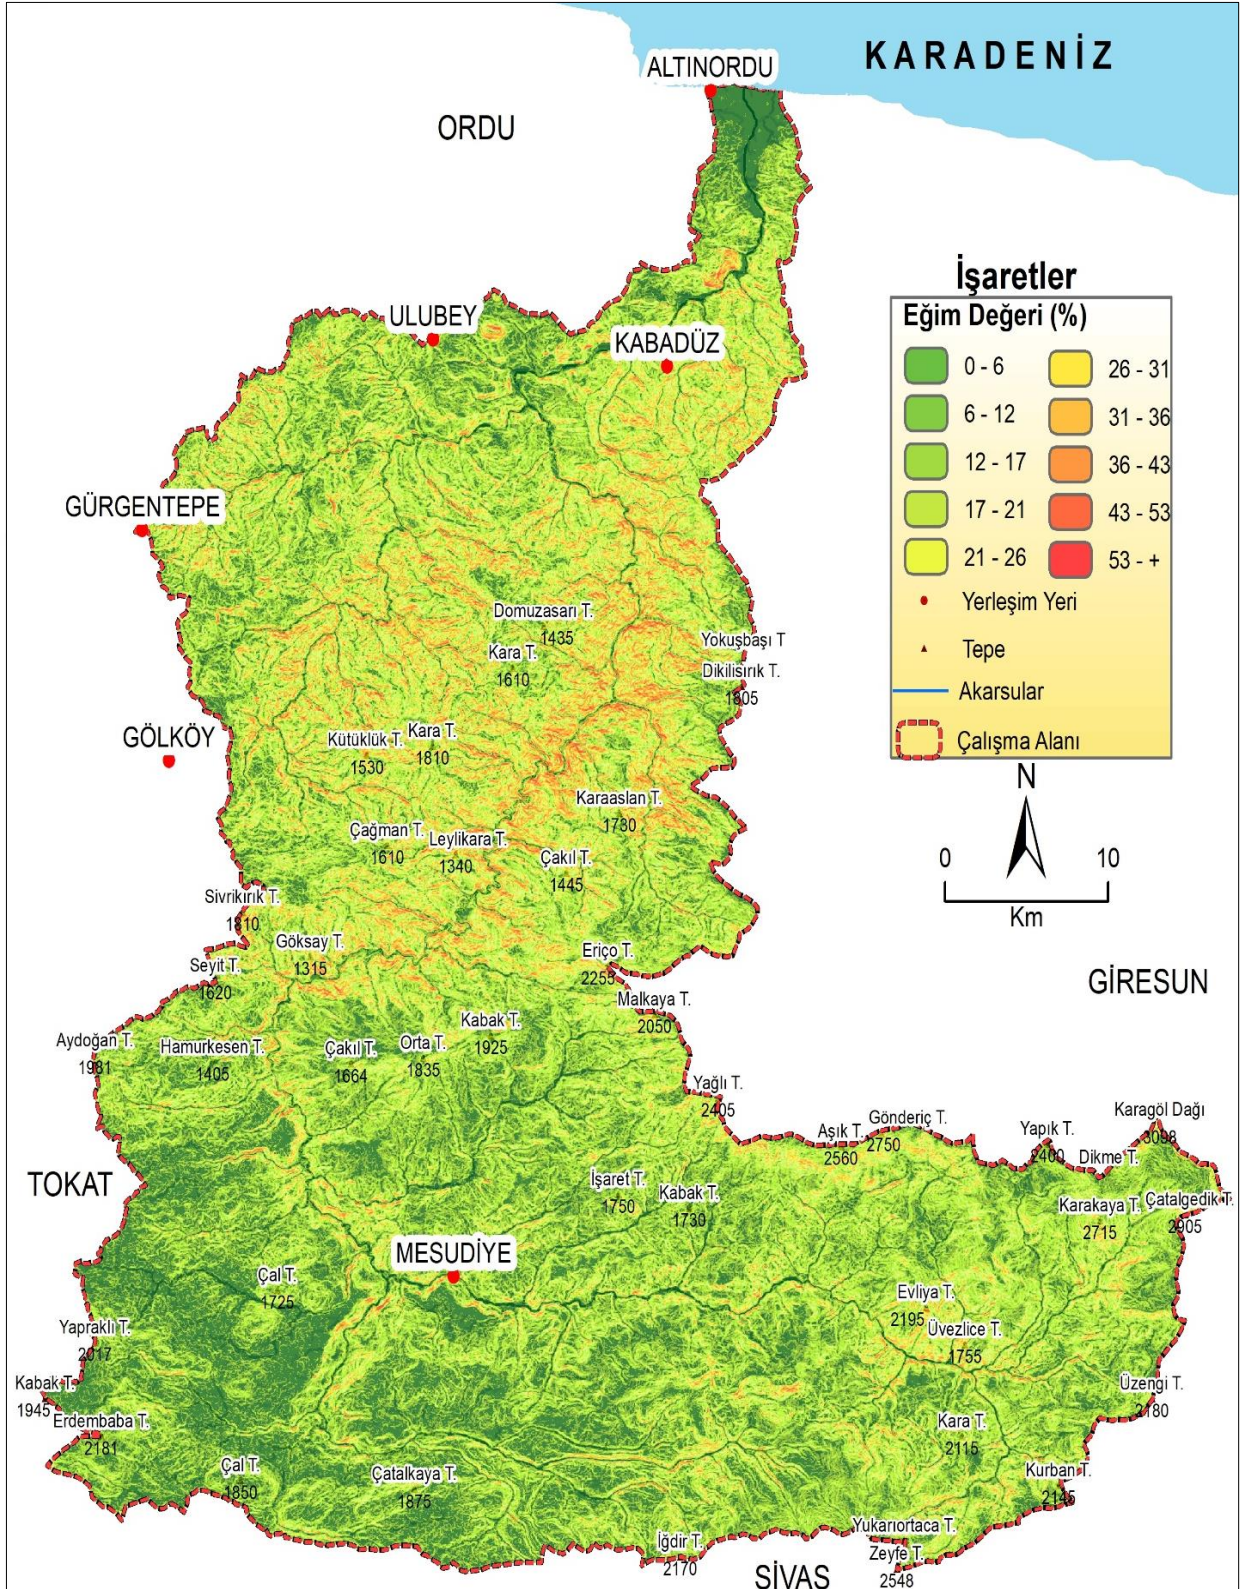 KARADENİZ
ALTINORDU
ORDU
ULUBEY
KABADÜZ
GÜRGENTEPE
GÖLKÖY
İşaretler
Eğim Değeri (%)
0 - 6
26 - 31
6 - 12
31 - 36
12 - 17
36 - 43
17 - 21
43 - 53
21 - 26
53 - +
Yerleşim Yeri
Tepe
Akarsular
Çalışma Alanı
N
0 10
Km
Domuzasarı T.
1435
Kara T.
1610
Yokuşbaşı T
Dikilisırık T.
1805
Kütüklük T.
1530
Kara T.
1810
Karaaslan T.
1730
Çağman T.
1610
Leylikara T.
1340
Çakıl T.
1445
Sivrikırık T.
1810
Göksay T.
1315
Seyit T.
1620
Eriço T.
2255
GİRESUN
Malkaya T.
2050
Aydoğan T.
1981
Hamurkesen T.
1405
Çakıl T.
1664
Orta T.
1835
Kabak T.
1925
Yağlı T.
2405
Aşık T.
2560
Gönderiç T.
2750
Yapık T.
2400
Karagöl Dağı
3098
Dikme T.
TOKAT
İşaret T.
1750
Kabak T.
1730
Karakaya T.
2715
Çatalgedik T.
2905
MESUDİYE
Çal T.
1725
Evliya T.
2195
Üvezlice T.
1755
Yapraklı T.
2017
Kabak T.
1945
Erdembaba T.
2181
Üzengi T.
2180
Kara T.
2115
Çal T.
1850
Çatalkaya T.
1875
Kurban T.
2145
İğdir T.
2170
Yukarıortaca T.
Zeyfe T.
2548
SİVAS